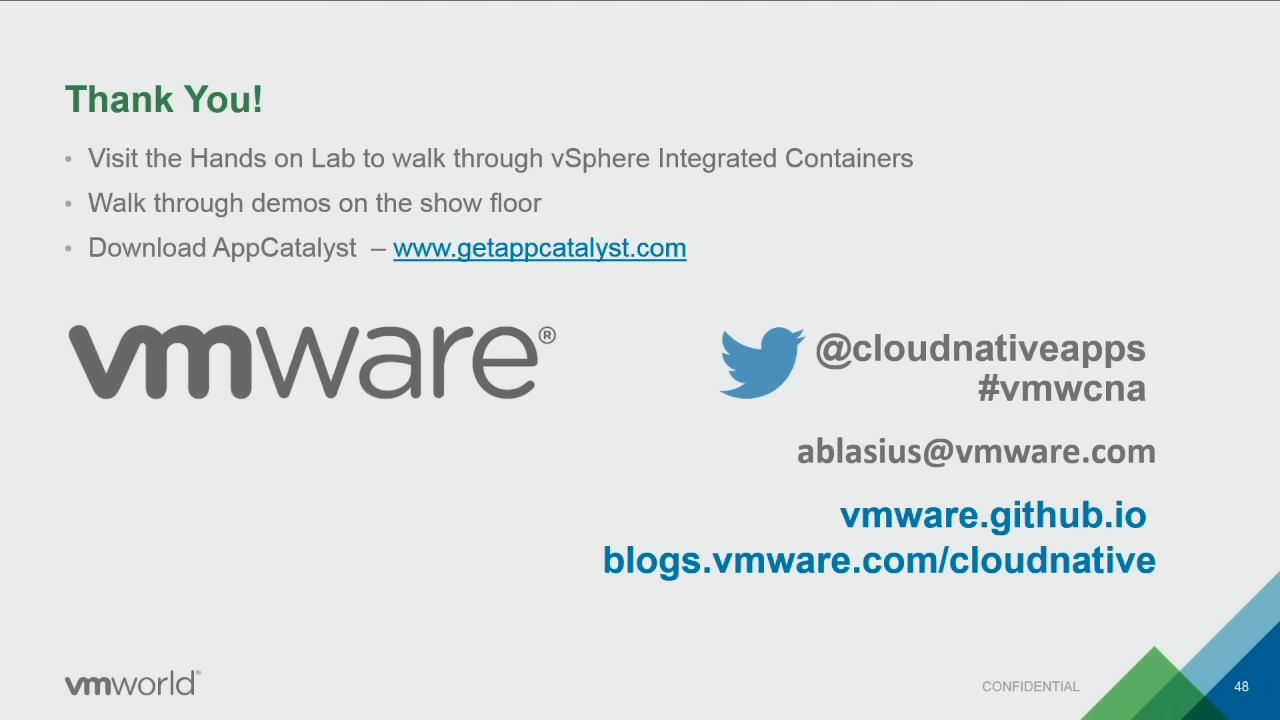 Thank You!
• Visit the Hands on Lab to walk through vSphere Integrated Containers
• Walk through demos on the show floor
• Download AppCatalyst – www.getappcatalyst.com
vmware®
@cloudnativeapps
#vmwcna
ablasius@vmware.com
vmware.github.io
blogs.vmware.com/cloudnative
vmworld®
CONFIDENTIAL
48